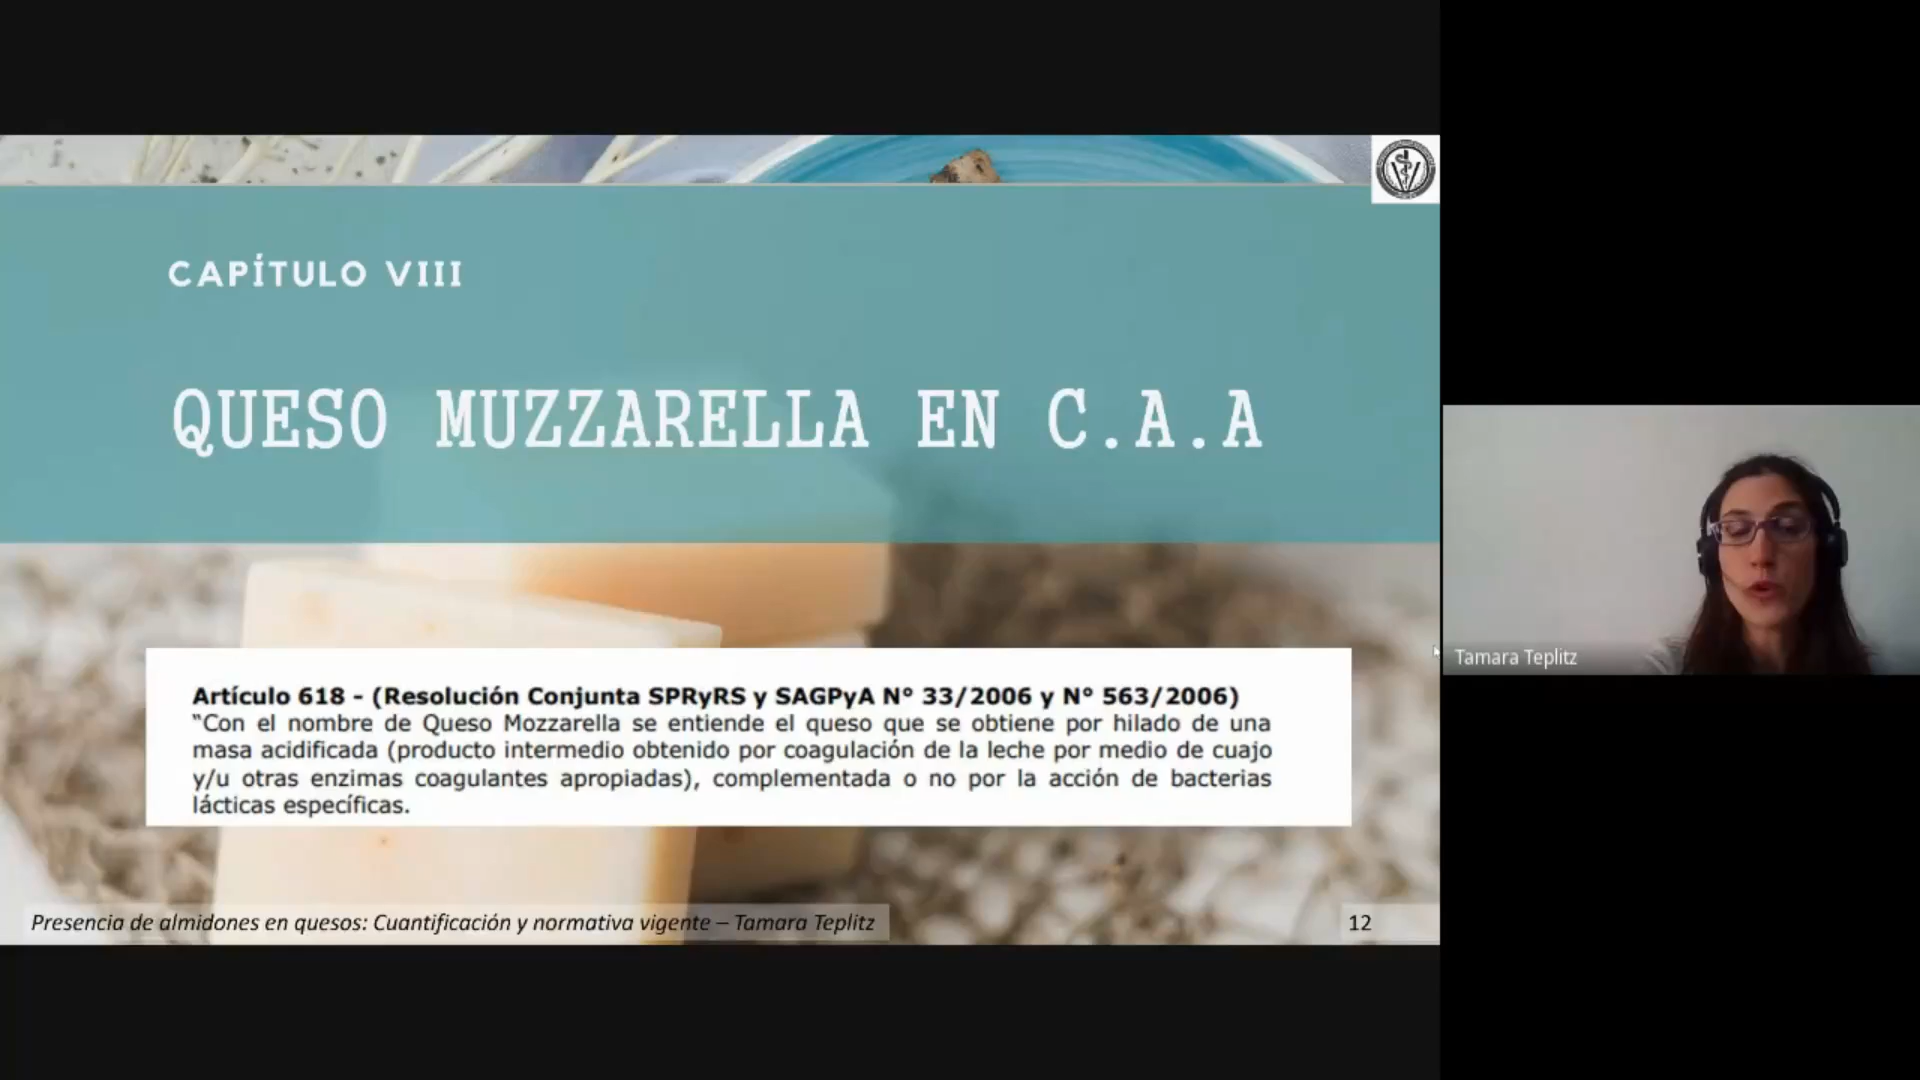 CAPÍTULO VIII
QUESO MUZZARELLA EN C.A.A
Artículo 618 - (Resolución Conjunta SPRyRS y SAGPyA N° 33/2006 y N° 563/2006)
"Con el nombre de Queso Mozzarella se entiende el queso que se obtiene por hilado de una
masa acidificada (producto intermedio obtenido por coagulación de la leche por medio de cuajo
y/u otras enzimas coagulantes apropiadas), complementada o no por la acción de bacterias
lácticas específicas.
Presencia de almidones en quesos: Cuantificación y normativa vigente – Tamara Teplitz
12
Tamara Teplitz